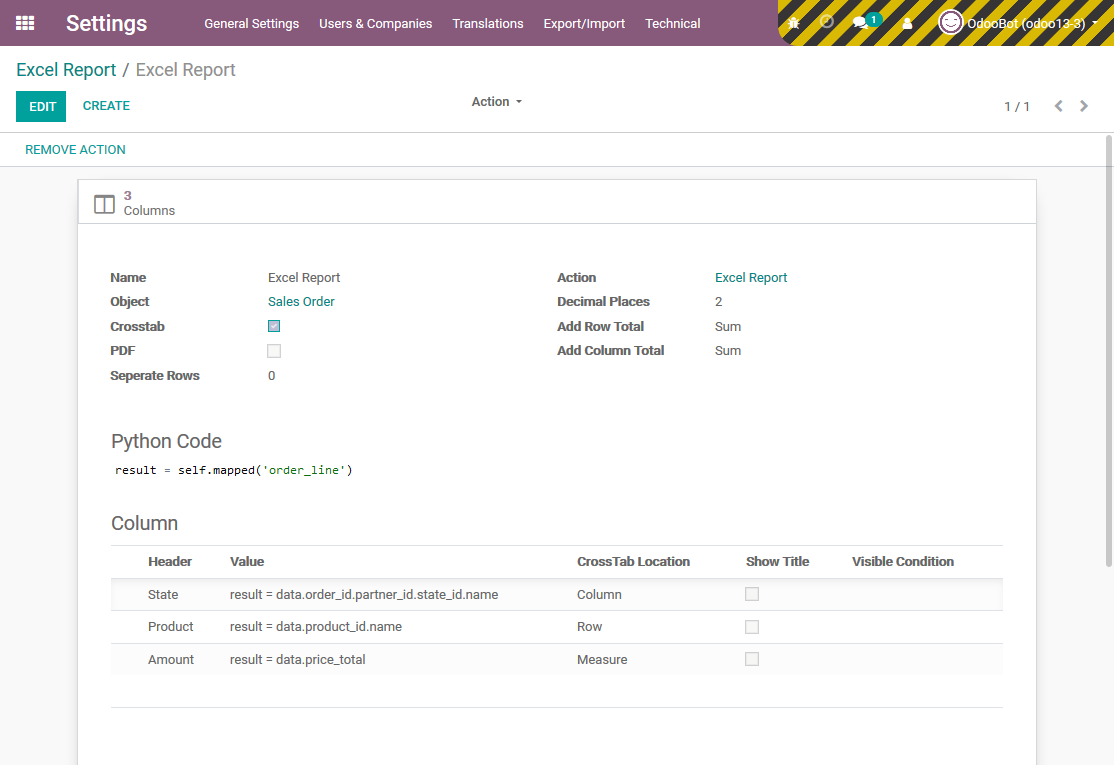 Settings General Settings Users & Companies Translations Export/Import Technical 1 OdooBot (odoo13-3)
Excel Report / Excel Report
EDIT CREATE Action 1 / 1
REMOVE ACTION
3
Columns
Name Excel Report Action Excel Report
Object Sales Order Decimal Places 2
Crosstab Add Row Total Sum
PDF Add Column Total Sum
Seperate Rows 0
Python Code
result = self.mapped('order_line')
Column
Header Value CrossTab Location Show Title Visible Condition
State result = data.order_id.partner_id.state_id.name Column
Product result = data.product_id.name Row
Amount result = data.price_total Measure